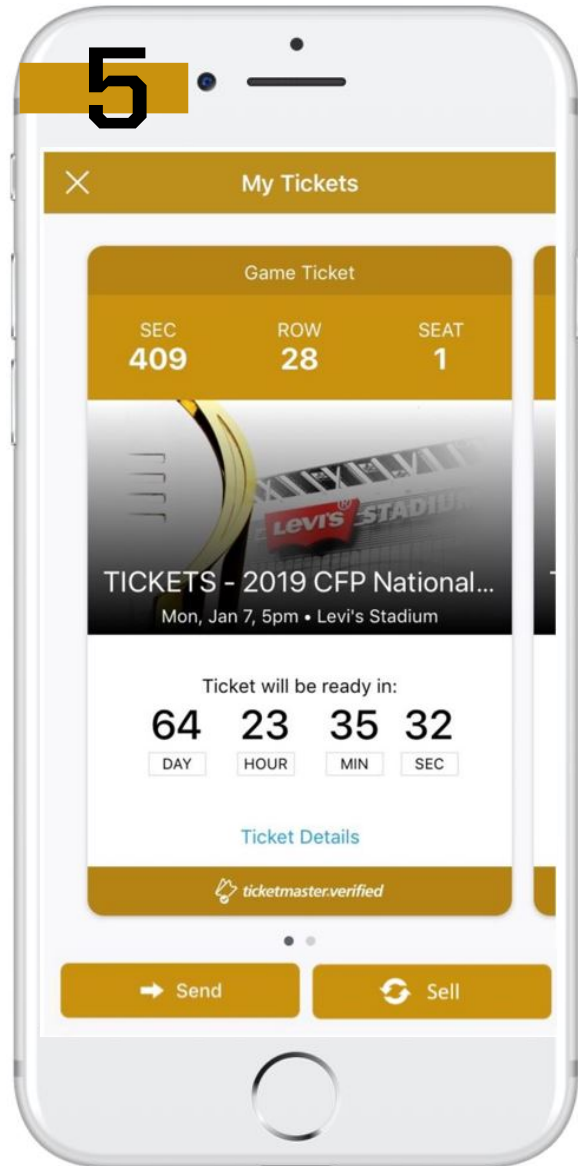 5
My Tickets
Game Ticket
SEC ROW SEAT
409 28 1
LEVI'S® STADIUM
TICKETS - 2019 CFP National...
Mon, Jan 7, 5pm • Levi's Stadium
Ticket will be ready in:
64 23 35 32
DAY HOUR MIN SEC
Ticket Details
ticketmaster.verified
Send Sell